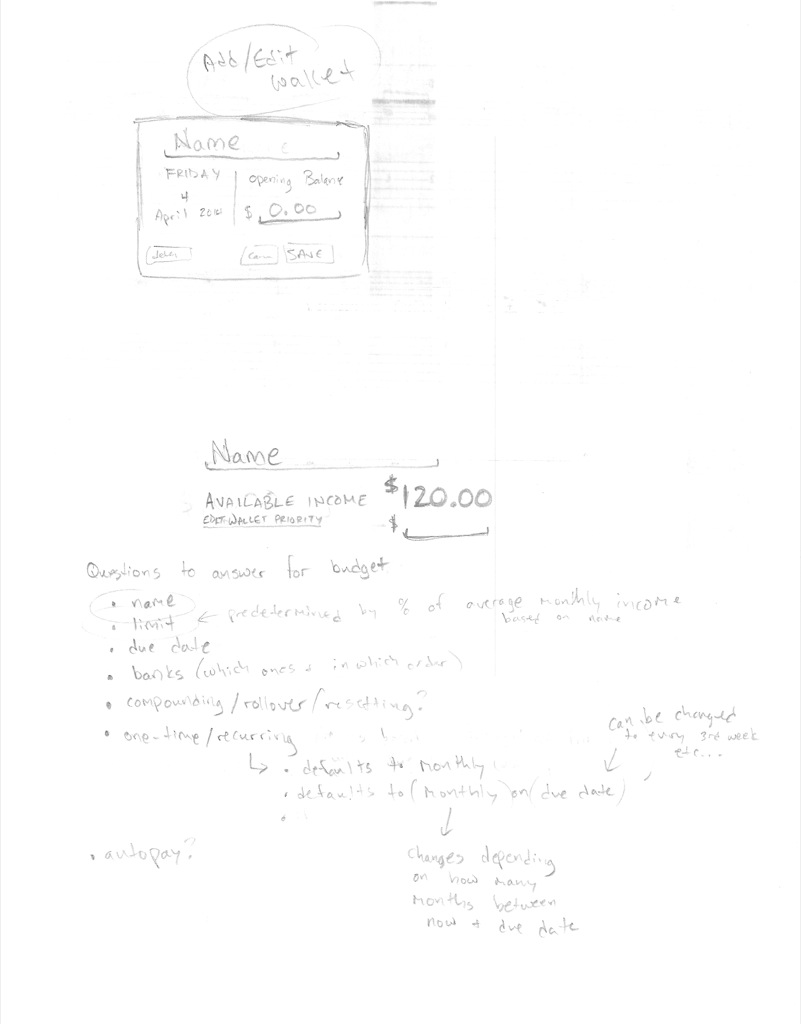 Add/Edit
wallet
Name
FRIDAY
4
April
Opening Balane
$ 0.00
SAVE
Name
AVAILABLE INCOME $120.00
EDIT WALLET PRIORITY $
Questions to answer for budget
• name
• limit ← predetermined by % of average monthly income
based on name
• due date
• banks (which ones + in which order)
• compounding/rollover/resetting?
• one-time/recurring
can be changed
to every 3rd week
etc...
↳ • defaults to monthly
• defaults to (monthly) on (due date)
•
• autopay?
changes depending
on how many
months between
now + due date